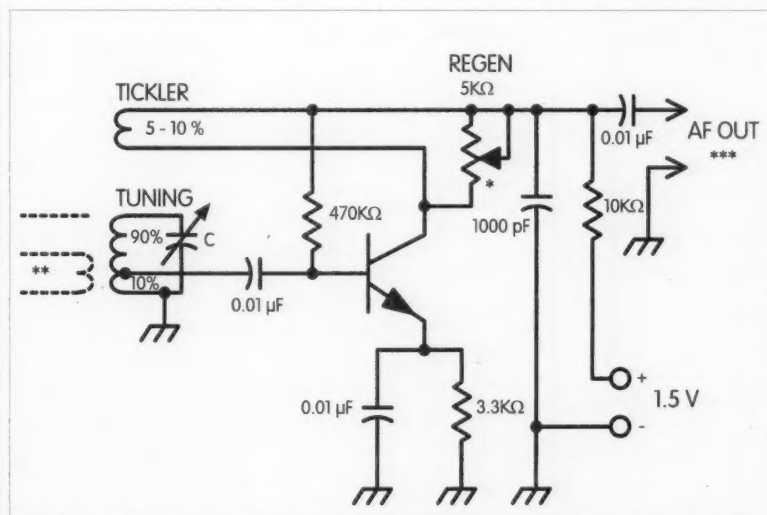 REGEN
5KΩ
TICKLER
5 - 10 %
0.01 µF
AF OUT
***
*
TUNING
90%
C
470KΩ
1000 pF
10KΩ
**
10%
0.01 µF
+
1.5 V
-
0.01 µF
3.3KΩ